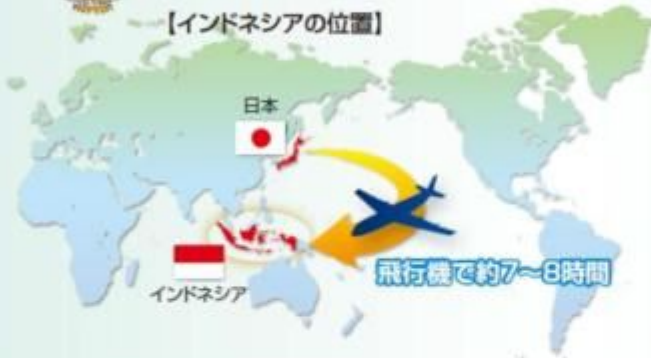 【インドネシアの位置】
日本
インドネシア
飛行機で約7〜8時間